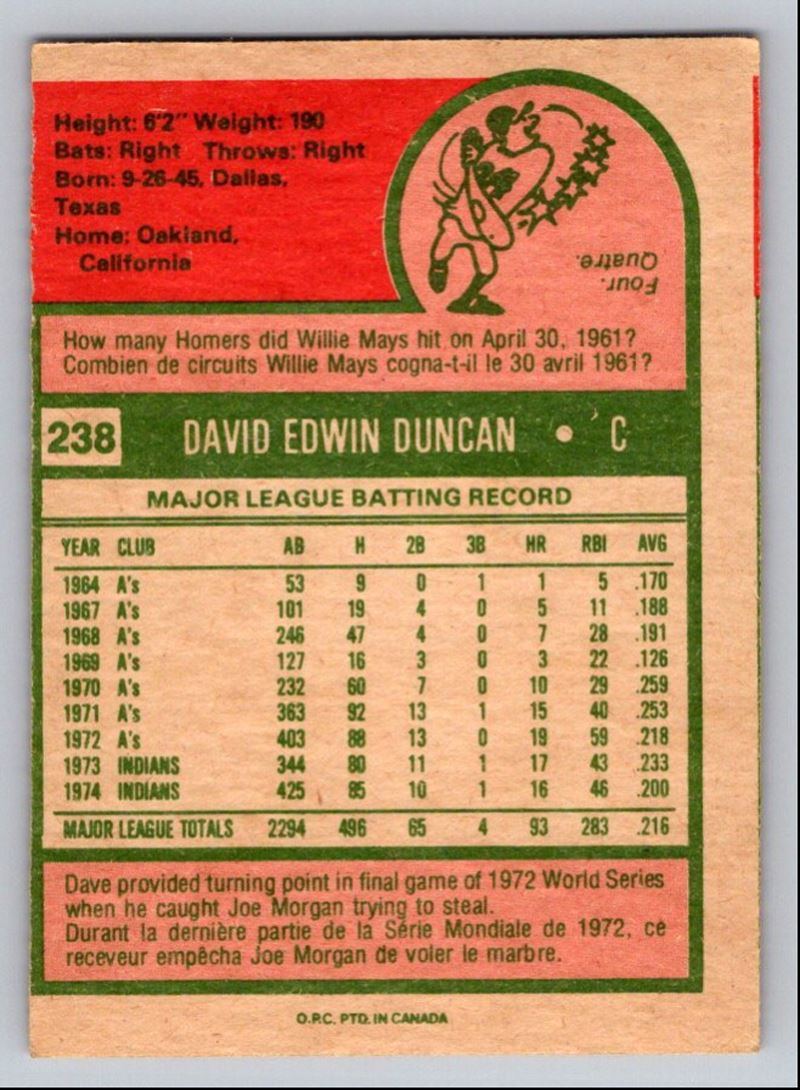 Height: 6'2" Weight: 190
Bats: Right Throws: Right
Born: 9-26-45, Dallas,
Texas
Home: Oakland,
California
Four.
Quatre.
How many Homers did Willie Mays hit on April 30, 1961?
Combien de circuits Willie Mays cogna-t-il le 30 avril 1961?
238 DAVID EDWIN DUNCAN • C
MAJOR LEAGUE BATTING RECORD
YEAR CLUB AB H 2B 3B HR RBI AVG
1964 A's 53 9 0 1 1 5 .170
1967 A's 101 19 4 0 5 11 .188
1968 A's 246 47 4 0 7 28 .191
1969 A's 127 16 3 0 3 22 .126
1970 A's 232 60 7 0 10 29 .259
1971 A's 363 92 13 1 15 40 .253
1972 A's 403 88 13 0 19 59 .218
1973 INDIANS 344 80 11 1 17 43 .233
1974 INDIANS 425 85 10 1 16 46 .200
MAJOR LEAGUE TOTALS 2294 496 65 4 93 283 .216
Dave provided turning point in final game of 1972 World Series
when he caught Joe Morgan trying to steal.
Durant la dernière partie de la Série Mondiale de 1972, ce
receveur empêcha Joe Morgan de voler le marbre.
O.P.C. PTD. IN CANADA